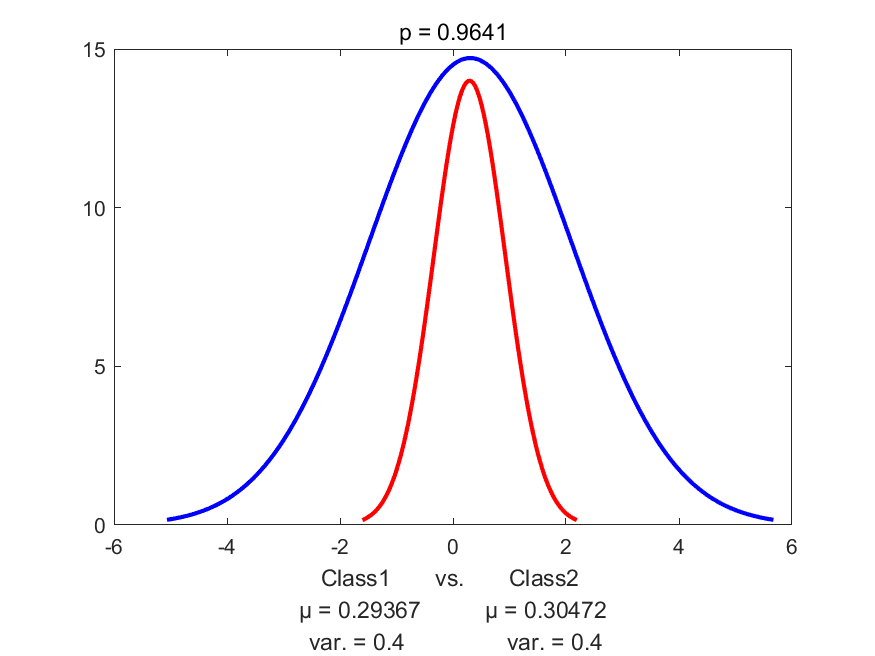 p = 0.9641
15
10
5
0
-6 -4 -2 0 2 4 6
Class1 vs. Class2
μ = 0.29367 μ = 0.30472
var. = 0.4 var. = 0.4